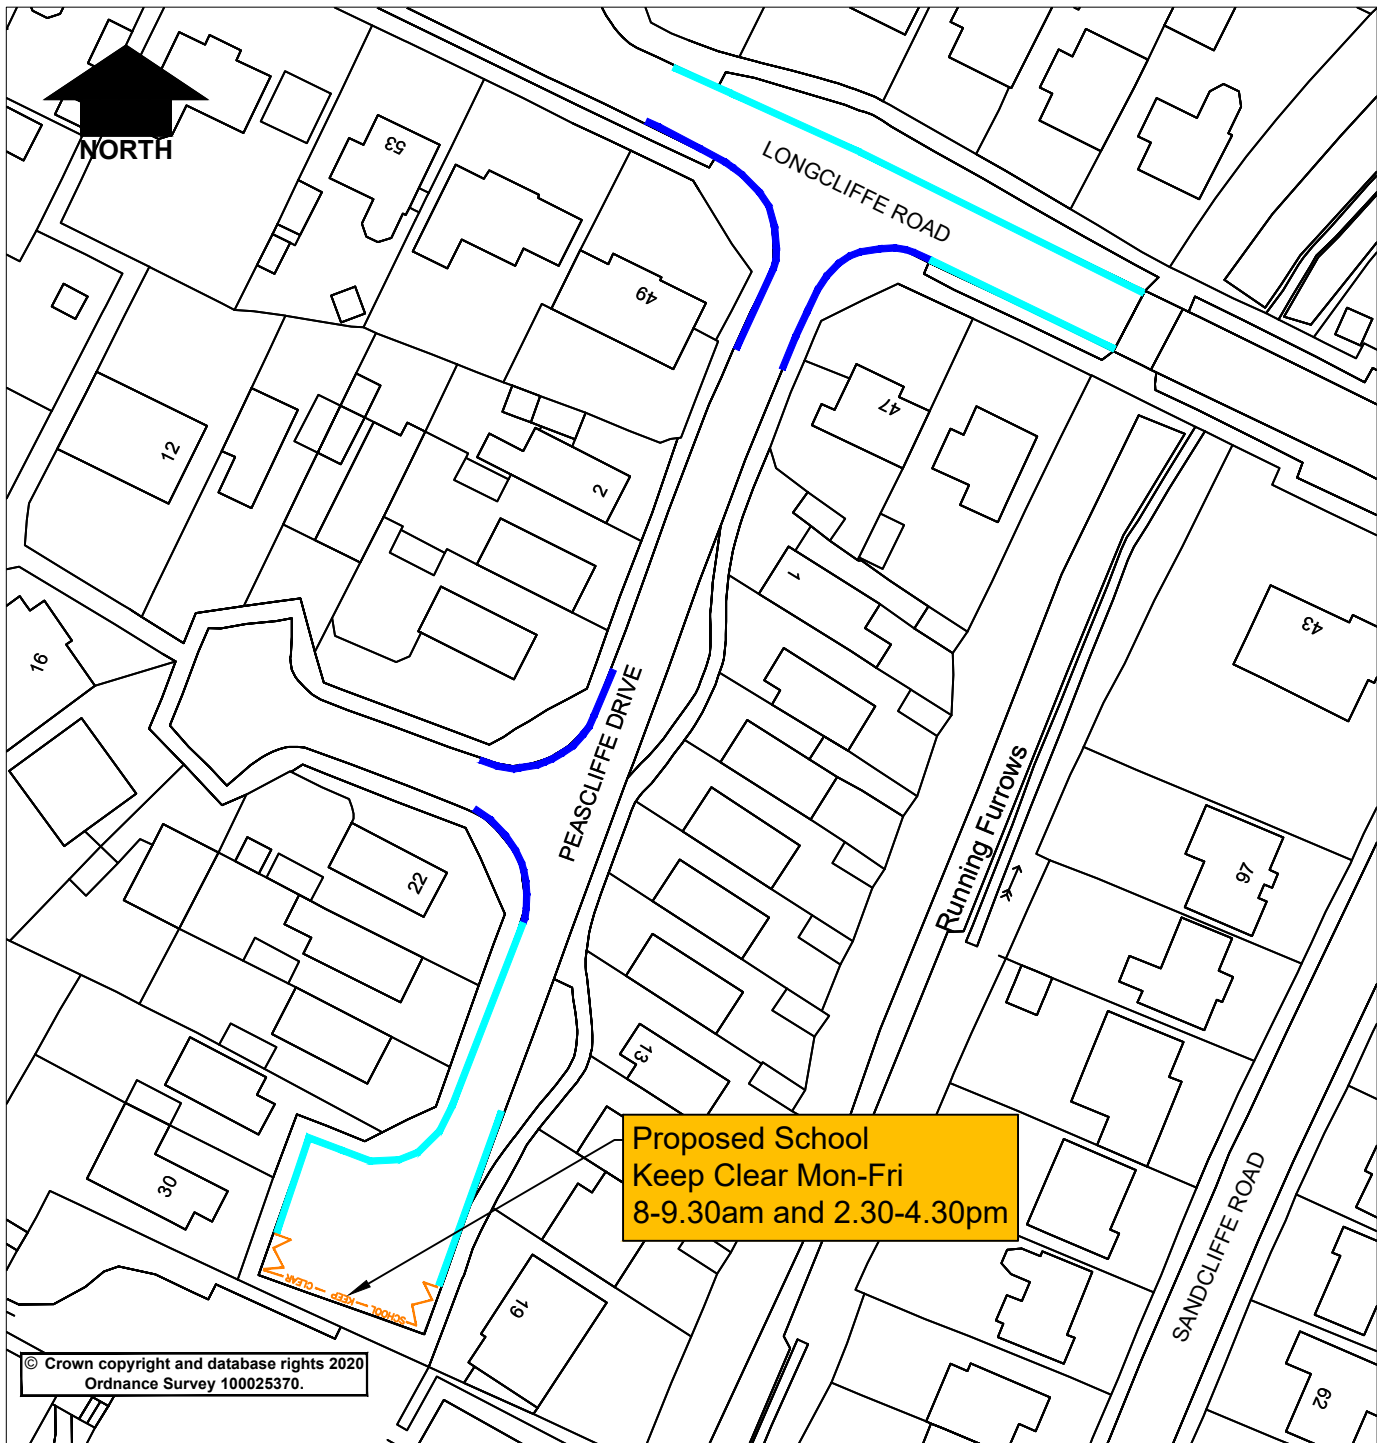 NORTH
53
LONGCLIFFE ROAD
49
47
12
2
1
43
16
PEASCLIFFE DRIVE
Running Furrows
22
97
13
Proposed School
Keep Clear Mon-Fri
8-9.30am and 2.30-4.30pm
30
SANDCLIFFE ROAD
SCHOOL — KEEP — CLEAR
19
© Crown copyright and database rights 2020
Ordnance Survey 100025370.
62